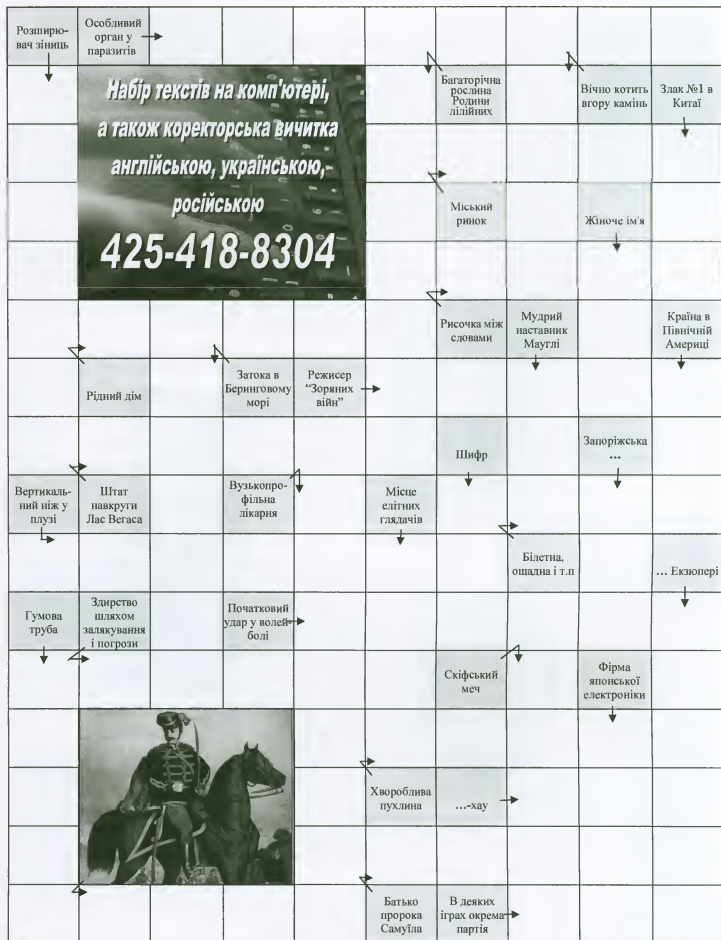 Розширю-
вач зіниць
Особливий
орган у
паразитів
Набір текстів на комп'ютері,
а також коректорська вичитка
англійською, українською,
російською
425-418-8304
Багаторічна
рослина
Родини
лілійних
Вічно котить
вгору камінь
Злак №1 в
Китаї
Міський
ринок
Жіноче ім'я
Рисочка між
словами
Мудрий
наставник
Мауглі
Країна в
Північній
Америці
Рідний дім
Затока в
Беринговому
морі
Режисер
"Зоряних
війн"
Шифр
Запоріжська
...
Вертикаль-
ний ніж у
плузі
Штат
навкруги
Лас Вегаса
Вузькопро-
фільна
лікарня
Місце
елітних
глядачів
Білетна,
ощадна і т.п
... Екзюпері
Гумова
труба
Здирство
шляхом
залякування
і погрози
Початковий
удар у волей-
болі
Скіфський
меч
Фірма
японської
електроніки
Хвороблива
пухлина
...-хау
Батько
пророка
Самуїла
В деяких
іграх окрема
партія